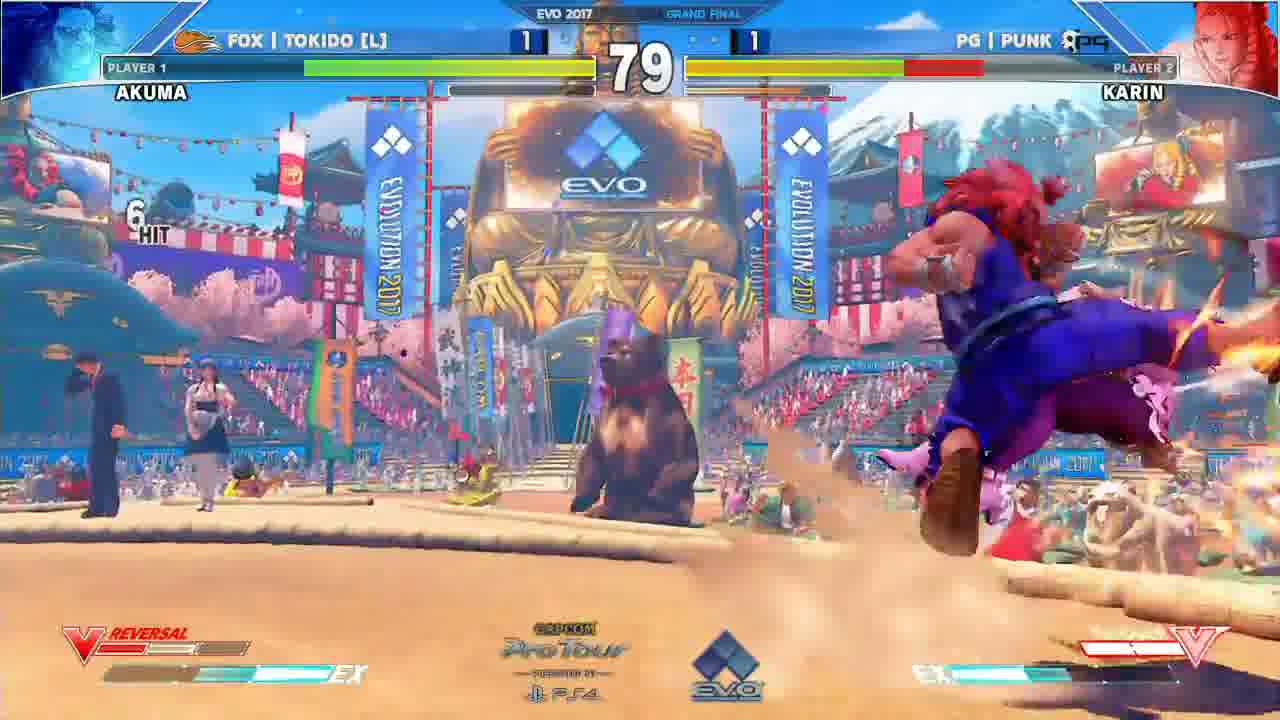 EVO 2017 GRAND FINAL
FOX | TOKIDO [L] 1 79 1 PG | PUNK
PLAYER 1 PLAYER 2
AKUMA KARIN
EVO
EVOLUTION 2017
EVOLUTION 2017
6 HIT
REVERSAL
EX EX
CAPCOM
Pro Tour
PS4
EVO